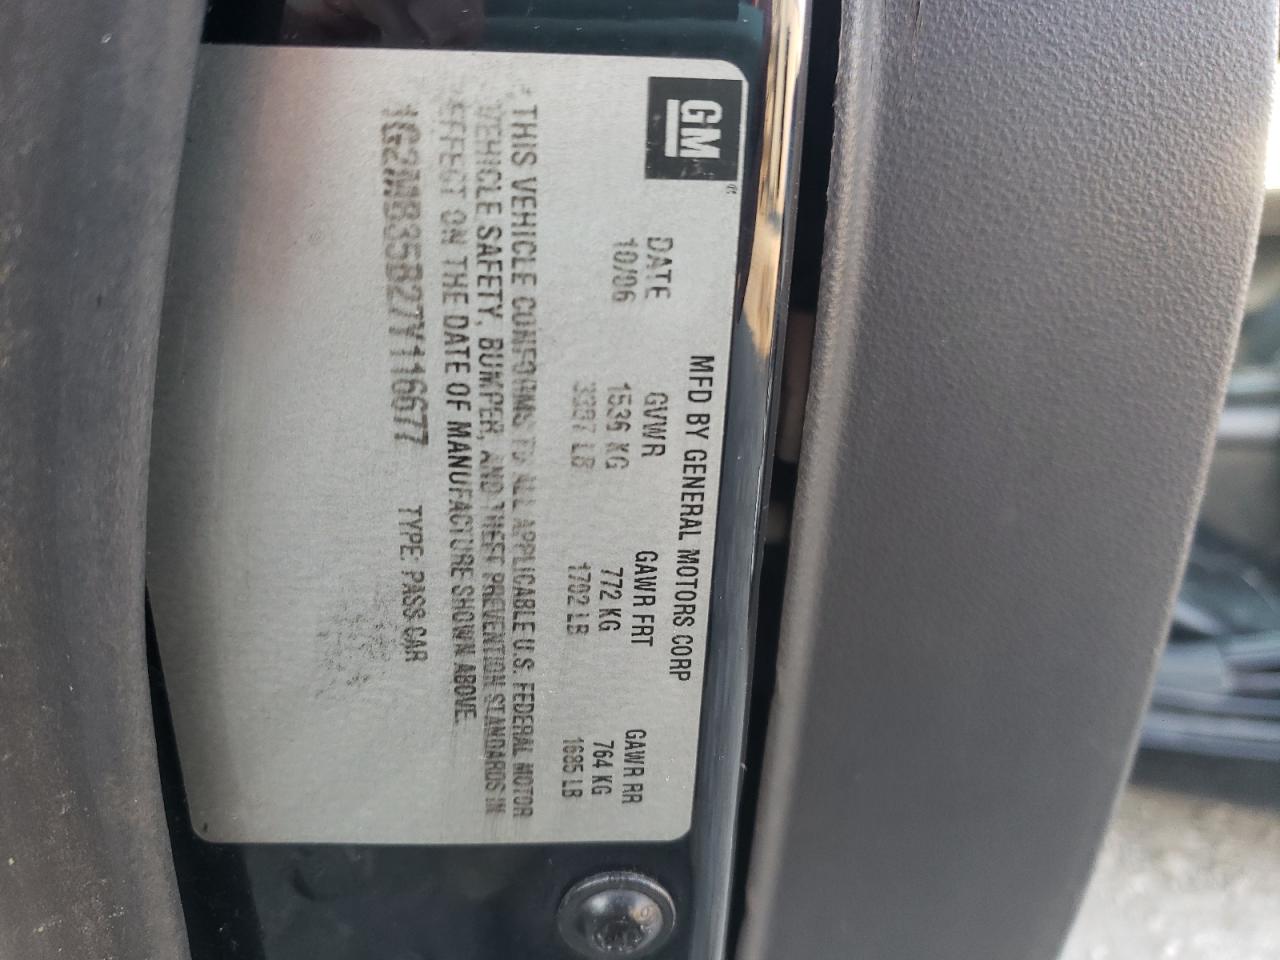 GM®
MFD BY GENERAL MOTORS CORP
DATE GVWR GAWR FRT GAWR RR
10/06 1536 KG 772 KG 764 KG
3387 LB 1702 LB 1685 LB
THIS VEHICLE CONFORMS TO ALL APPLICABLE U.S. FEDERAL MOTOR
VEHICLE SAFETY, BUMPER, AND THEFT PREVENTION STANDARDS IN
EFFECT ON THE DATE OF MANUFACTURE SHOWN ABOVE.
1G2MB35B27Y116677 TYPE: PASS CAR